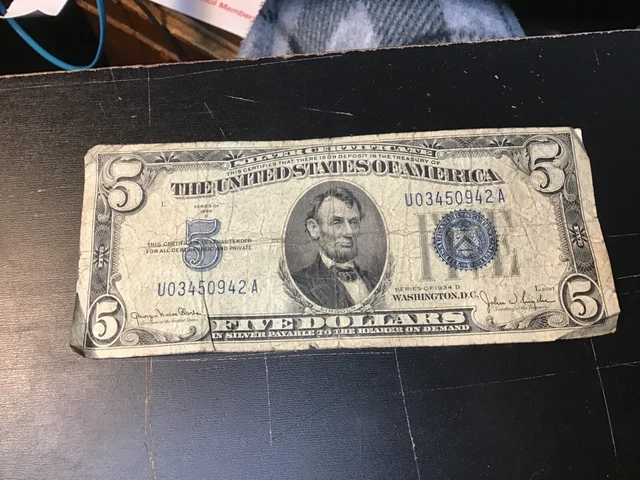 Member
SILVER CERTIFICATE
THIS CERTIFIES THAT THERE IS ON DEPOSIT IN THE TREASURY OF
THE UNITED STATES OF AMERICA
5
5
L
SERIES OF
U03450942A
5
THIS CERTIFICATE IS LEGAL TENDER
FOR ALL DEBTS, PUBLIC AND PRIVATE
U03450942A
SERIES OF 1934 D
WASHINGTON, D.C.
5
5
FIVE DOLLARS
IN SILVER PAYABLE TO THE BEARER ON DEMAND